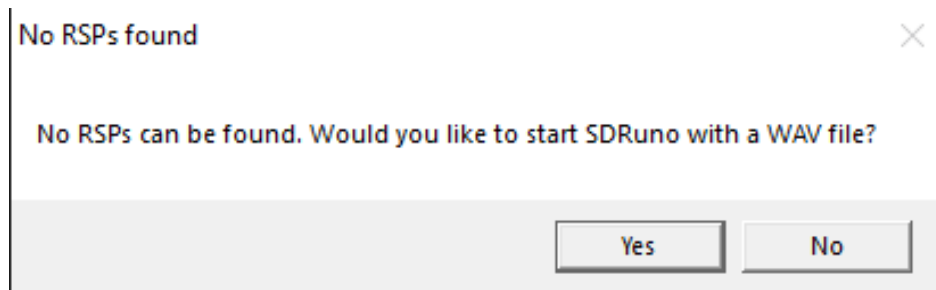 No RSPs found
No RSPs can be found. Would you like to start SDRuno with a WAV file?
Yes No